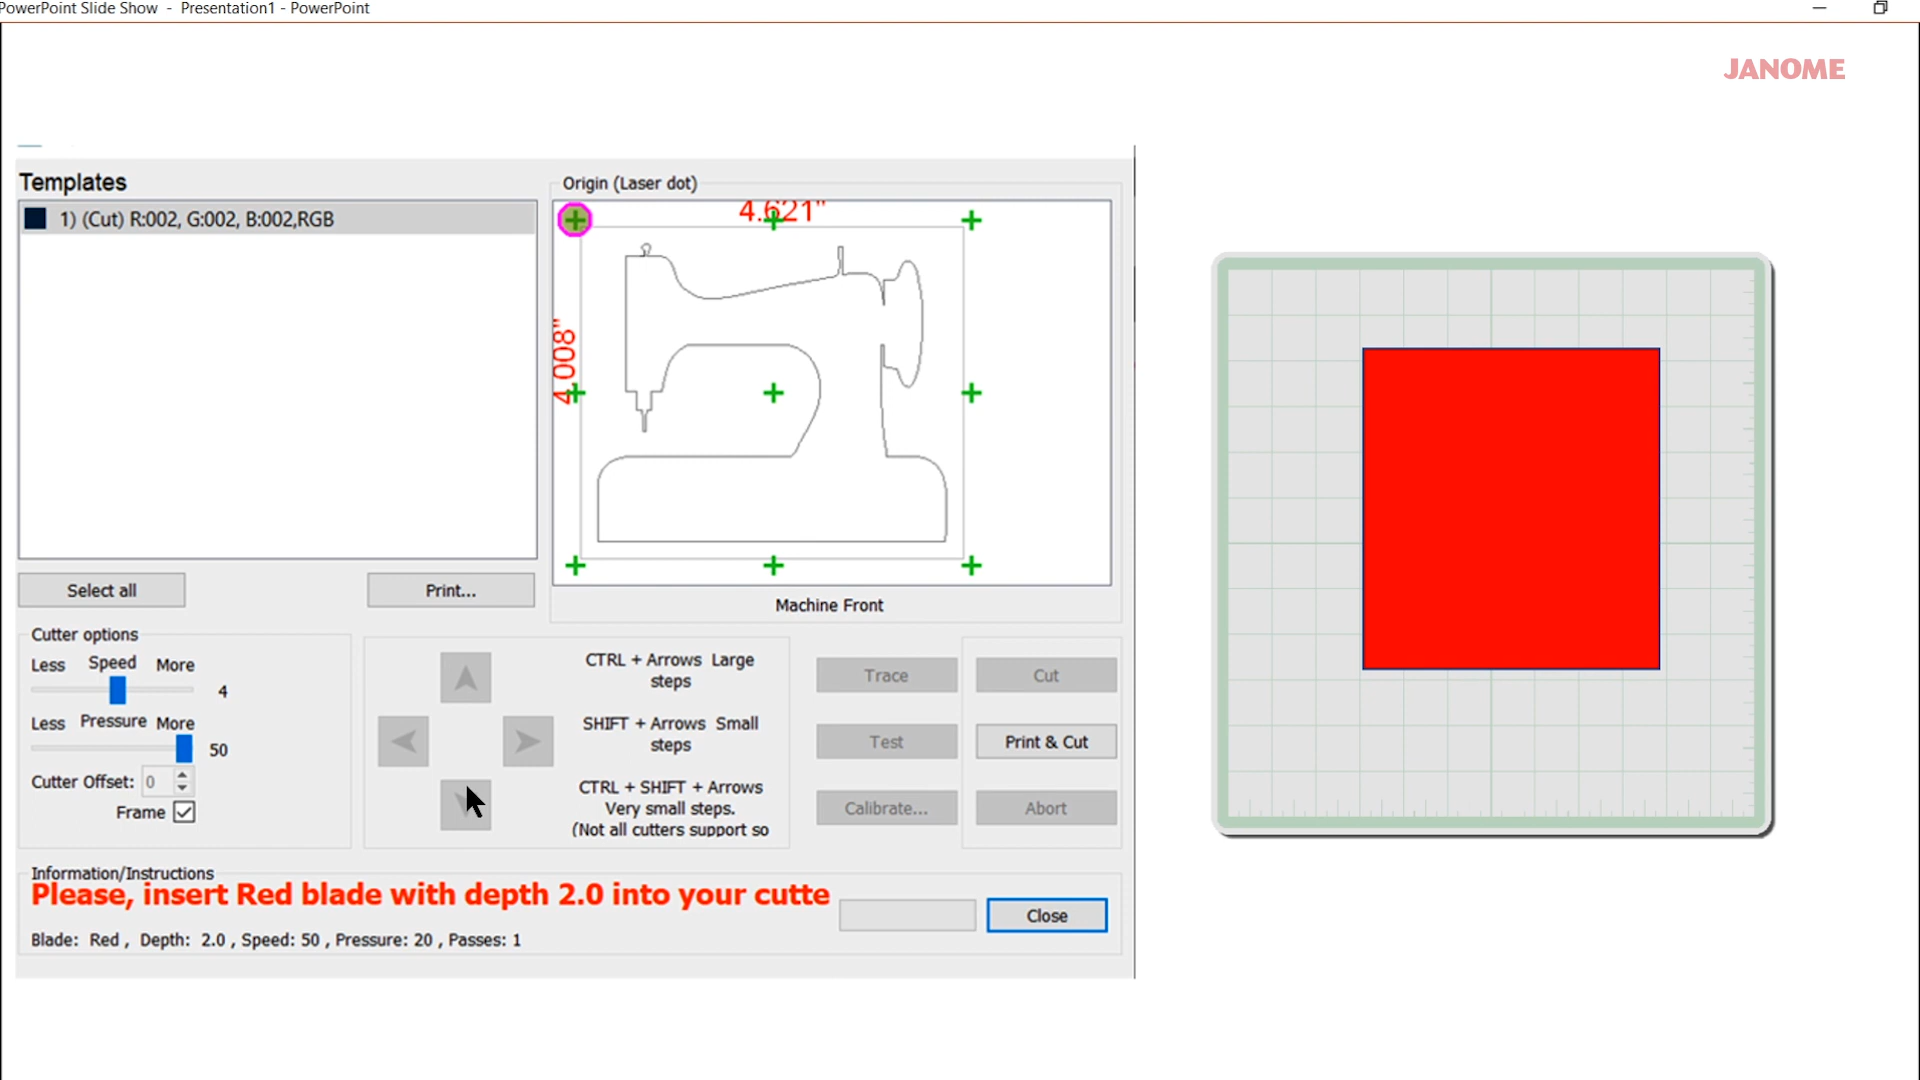 PowerPoint Slide Show - Presentation1 - PowerPoint
JANOME
Templates
1) (Cut) R:002, G:002, B:002,RGB
Select all
Print...
Origin (Laser dot)
4.621"
4.008"
Machine Front
Cutter options
Less Speed More
4
Less Pressure More
50
Cutter Offset: 0
Frame
CTRL + Arrows Large
steps
SHIFT + Arrows Small
steps
CTRL + SHIFT + Arrows
Very small steps.
(Not all cutters support so
Trace
Cut
Test
Print & Cut
Calibrate...
Abort
Information/Instructions
Please, insert Red blade with depth 2.0 into your cutte
Blade: Red , Depth: 2.0 , Speed: 50 , Pressure: 20 , Passes: 1
Close